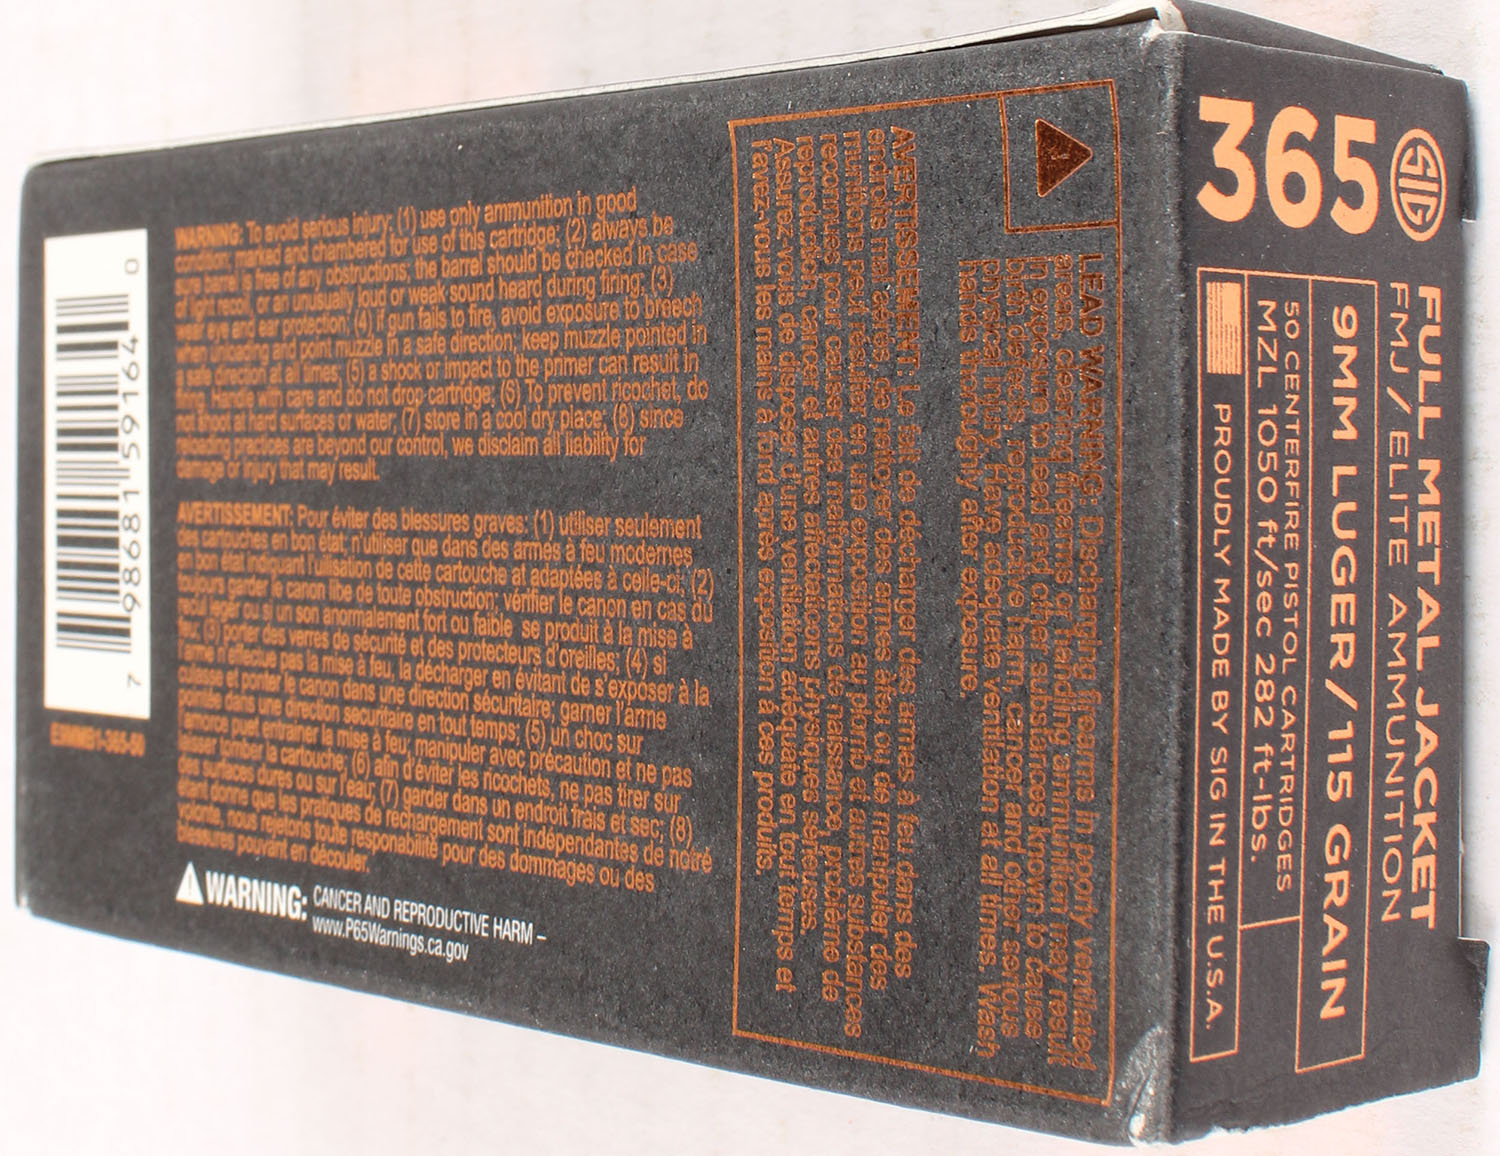 365 SIG
FULL METAL JACKET
FMJ / ELITE AMMUNITION
9MM LUGER / 115 GRAIN
50 CENTERFIRE PISTOL CARTRIDGES
MZL 1050 ft/sec 282 ft-lbs.
PROUDLY MADE BY SIG IN THE U.S.A.
LEAD WARNING: Discharging firearms in poorly ventilated
areas, cleaning firearms or handling ammunition may result
in exposure to lead and other substances known to cause
birth defects, reproductive harm, cancer and other serious
physical injury. Have adequate ventilation at all times. Wash
hands thoroughly after exposure.
AVERTISSEMENT: Le fait de décharger des armes à feu dans des
endroits mal aérés, de nettoyer des armes à feu ou de manipuler des
munitions peut résulter en une exposition au plomb et autres substances
reconnues pour causer des malformations de naissance, problème de
reproduction, cancer et autres affectations physiques sérieuses.
Assurez-vous de disposer d'une ventilation adéquate en tout temps et
l'avez-vous les mains à fond après exposition à ces produits.
WARNING: To avoid serious injury: (1) use only ammunition in good
condition, marked and chambered for use of this cartridge; (2) always be
sure barrel is free of any obstructions; the barrel should be checked in case
of light recoil, or an unusually loud or weak sound heard during firing; (3)
wear eye and ear protection; (4) if gun fails to fire, avoid exposure to breech
when unloading and point muzzle in a safe direction; keep muzzle pointed in
a safe direction at all times; (5) a shock or impact to the primer can result in
firing. Handle with care and do not drop cartridge; (S) To prevent ricochet, do
not shoot at hard surfaces or water; (7) store in a cool dry place; (8) since
reloading practices are beyond our control, we disclaim all liability for
damage or injury that may result.
AVERTISSEMENT: Pour éviter des blessures graves: (1) utiliser seulement
des cartouches en bon état; n'utiliser que dans des armes à feu modernes
en bon état indiquant l'ulilisation de cette cartouche at adaptées à celle-ci; (2)
toujours garder le canon libe de toute obstruction; vérifier le canon en cas du
recul leger ou si un son anormalement fort ou faible se produit à la mise à
feu; (3) porter des verres de sécurité et des protecteurs d'oreilles; (4) si
l'arme n'effectue pas la mise à feu, la décharger en évitant de s'exposer à la
culasse et ponter le canon dans une direction sécuritaire; garner l'arme
pointée dans une direction securitaire en tout temps; (5) un choc sur
l'amorce puet entrainer la mise à feu; manipuler avec précaution et ne pas
laisser tomber la cartouche; (6) afin d'éviter les ricochets, ne pas tirer sur
des surfaces dures ou sur l'eau; (7) garder dans un endroit frais et sec; (8)
étant donne que les pratiques de rechargement sont indépendantes de notre
volonte, nous rejetons toute responsabilité pour des dommages ou des
blessures pouvant en découler.
WARNING: CANCER AND REPRODUCTIVE HARM –
www.P65Warnings.ca.gov
7 98681 59164 0